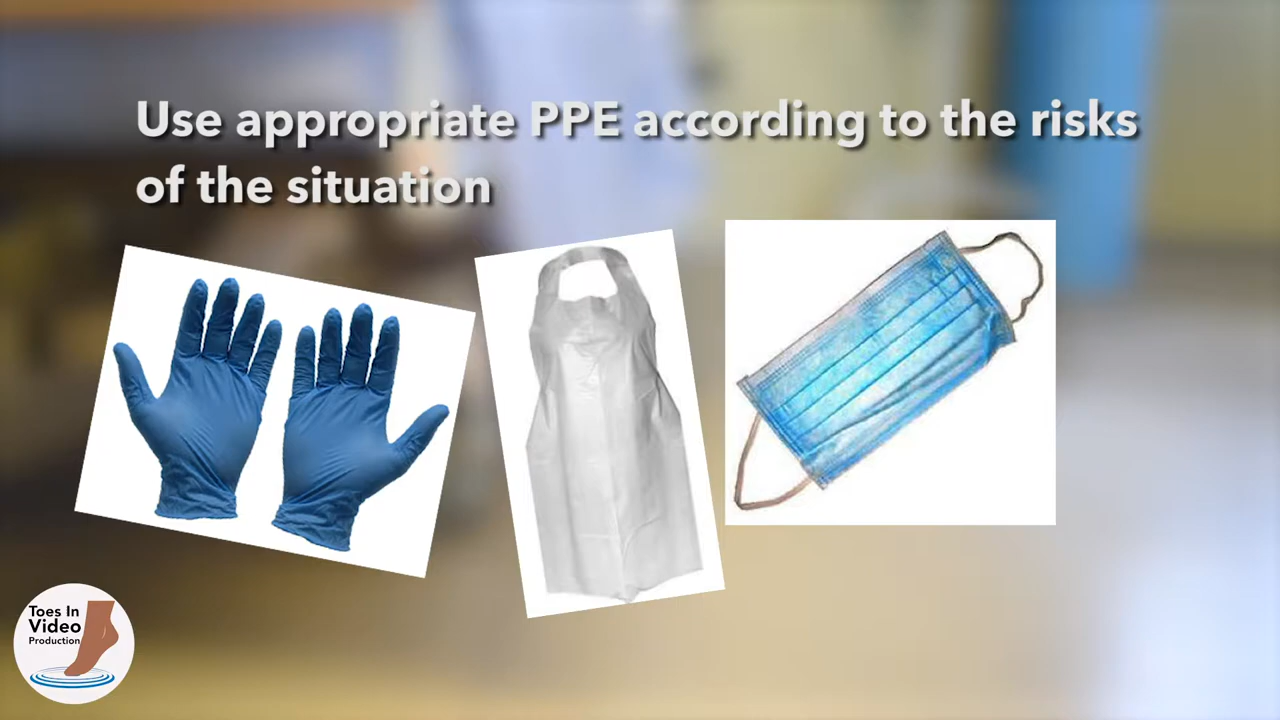 Use appropriate PPE according to the risks
of the situation
Toes In
Video
Production